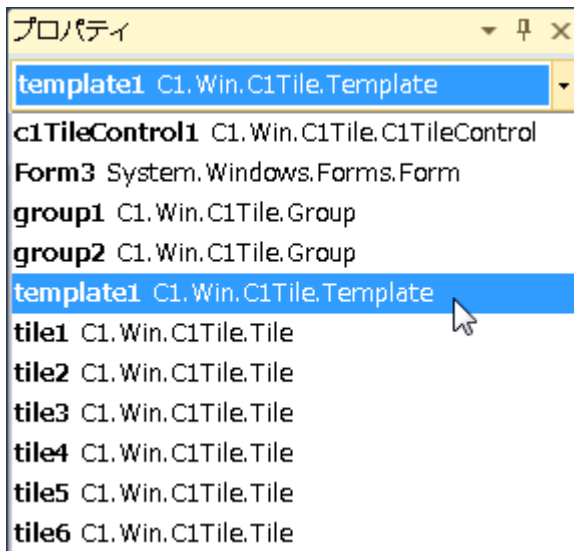 プロパティ
template1 C1.Win.C1Tile.Template
c1TileControl1 C1.Win.C1Tile.C1TileControl
Form3 System.Windows.Forms.Form
group1 C1.Win.C1Tile.Group
group2 C1.Win.C1Tile.Group
template1 C1.Win.C1Tile.Template
tile1 C1.Win.C1Tile.Tile
tile2 C1.Win.C1Tile.Tile
tile3 C1.Win.C1Tile.Tile
tile4 C1.Win.C1Tile.Tile
tile5 C1.Win.C1Tile.Tile
tile6 C1.Win.C1Tile.Tile